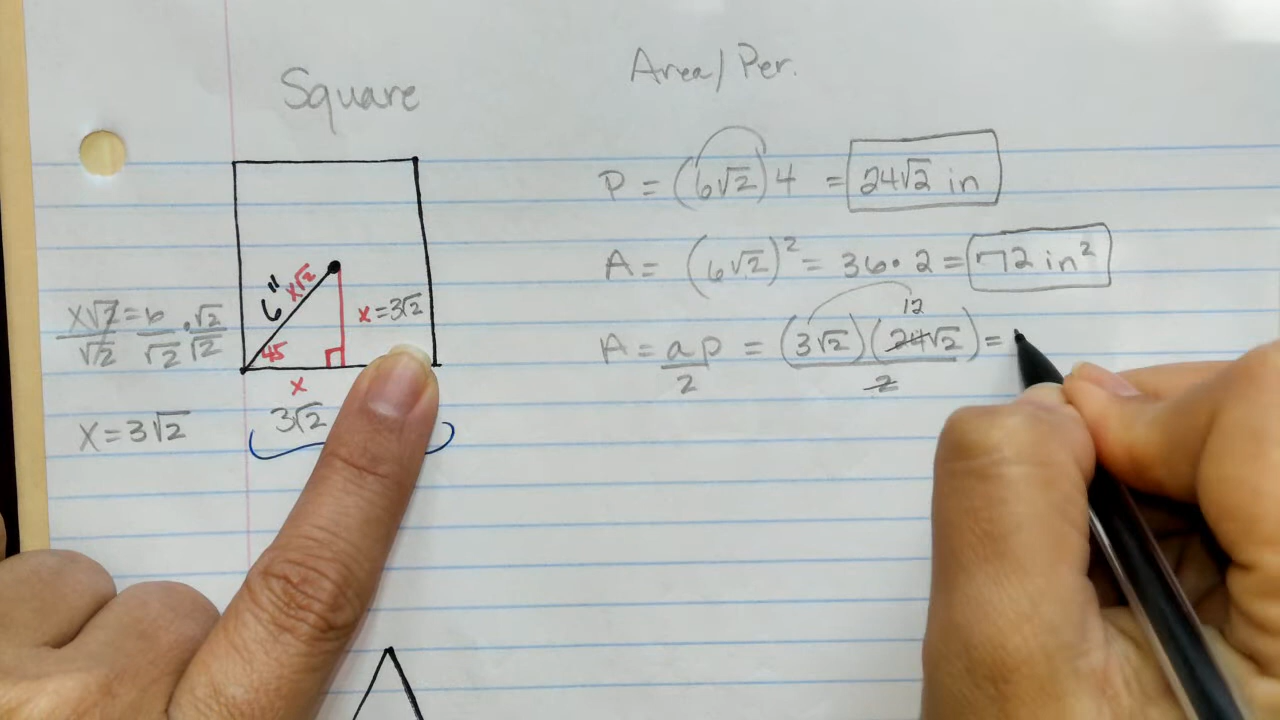 Square
Area/Per.
P = (6√2)4 = 24√2 in
A = (6√2)² = 36•2 = 72 in²
A = ap/2 = (3√2)(24√2)/2 =
12
6" x√2
x=3√2
45
x
3√2
x√2/√2 = 6/√2 • √2/√2
x=3√2